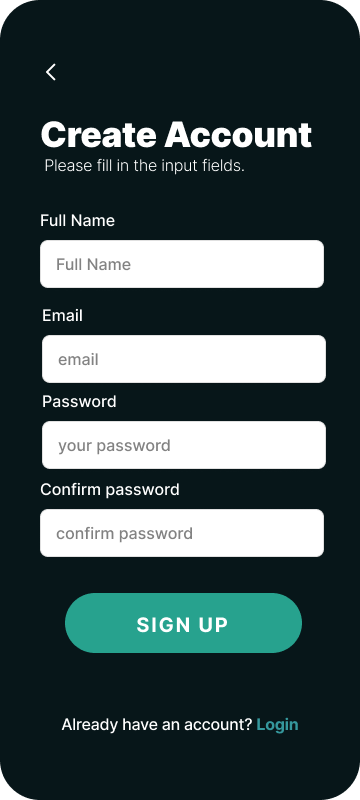 Create Account
Please fill in the input fields.
Full Name
Full Name
Email
email
Password
your password
Confirm password
confirm password
SIGN UP
Already have an account? Login